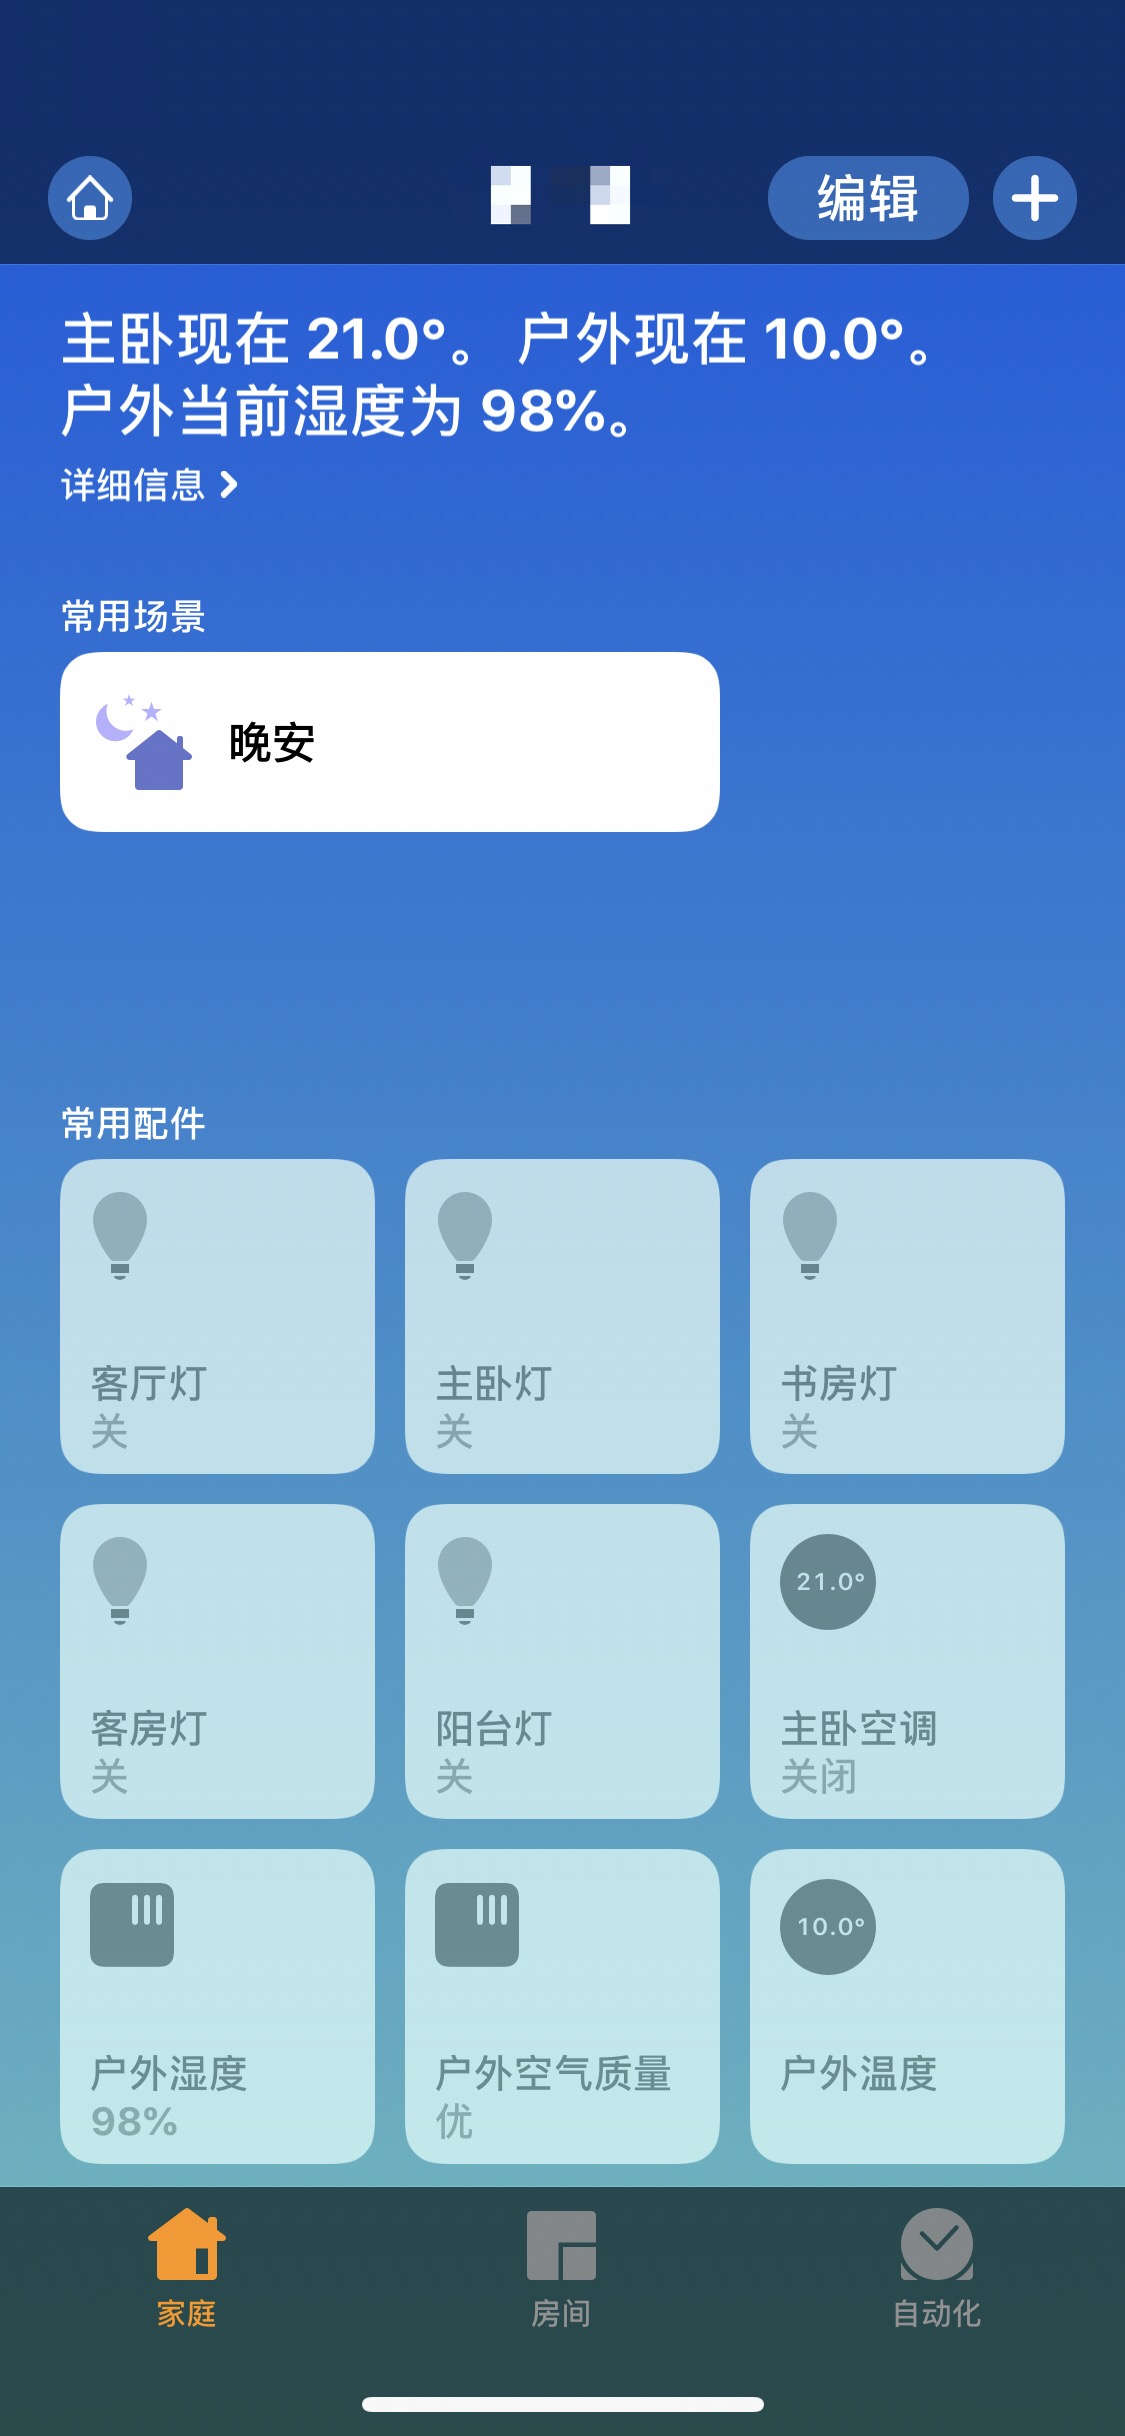 编辑
主卧现在 21.0°。 户外现在 10.0°。
户外当前湿度为 98%。
详细信息
常用场景
晚安
常用配件
客厅灯
关
主卧灯
关
书房灯
关
客房灯
关
阳台灯
关
21.0°
主卧空调
关闭
户外湿度
98%
户外空气质量
优
10.0°
户外温度
家庭
房间
自动化